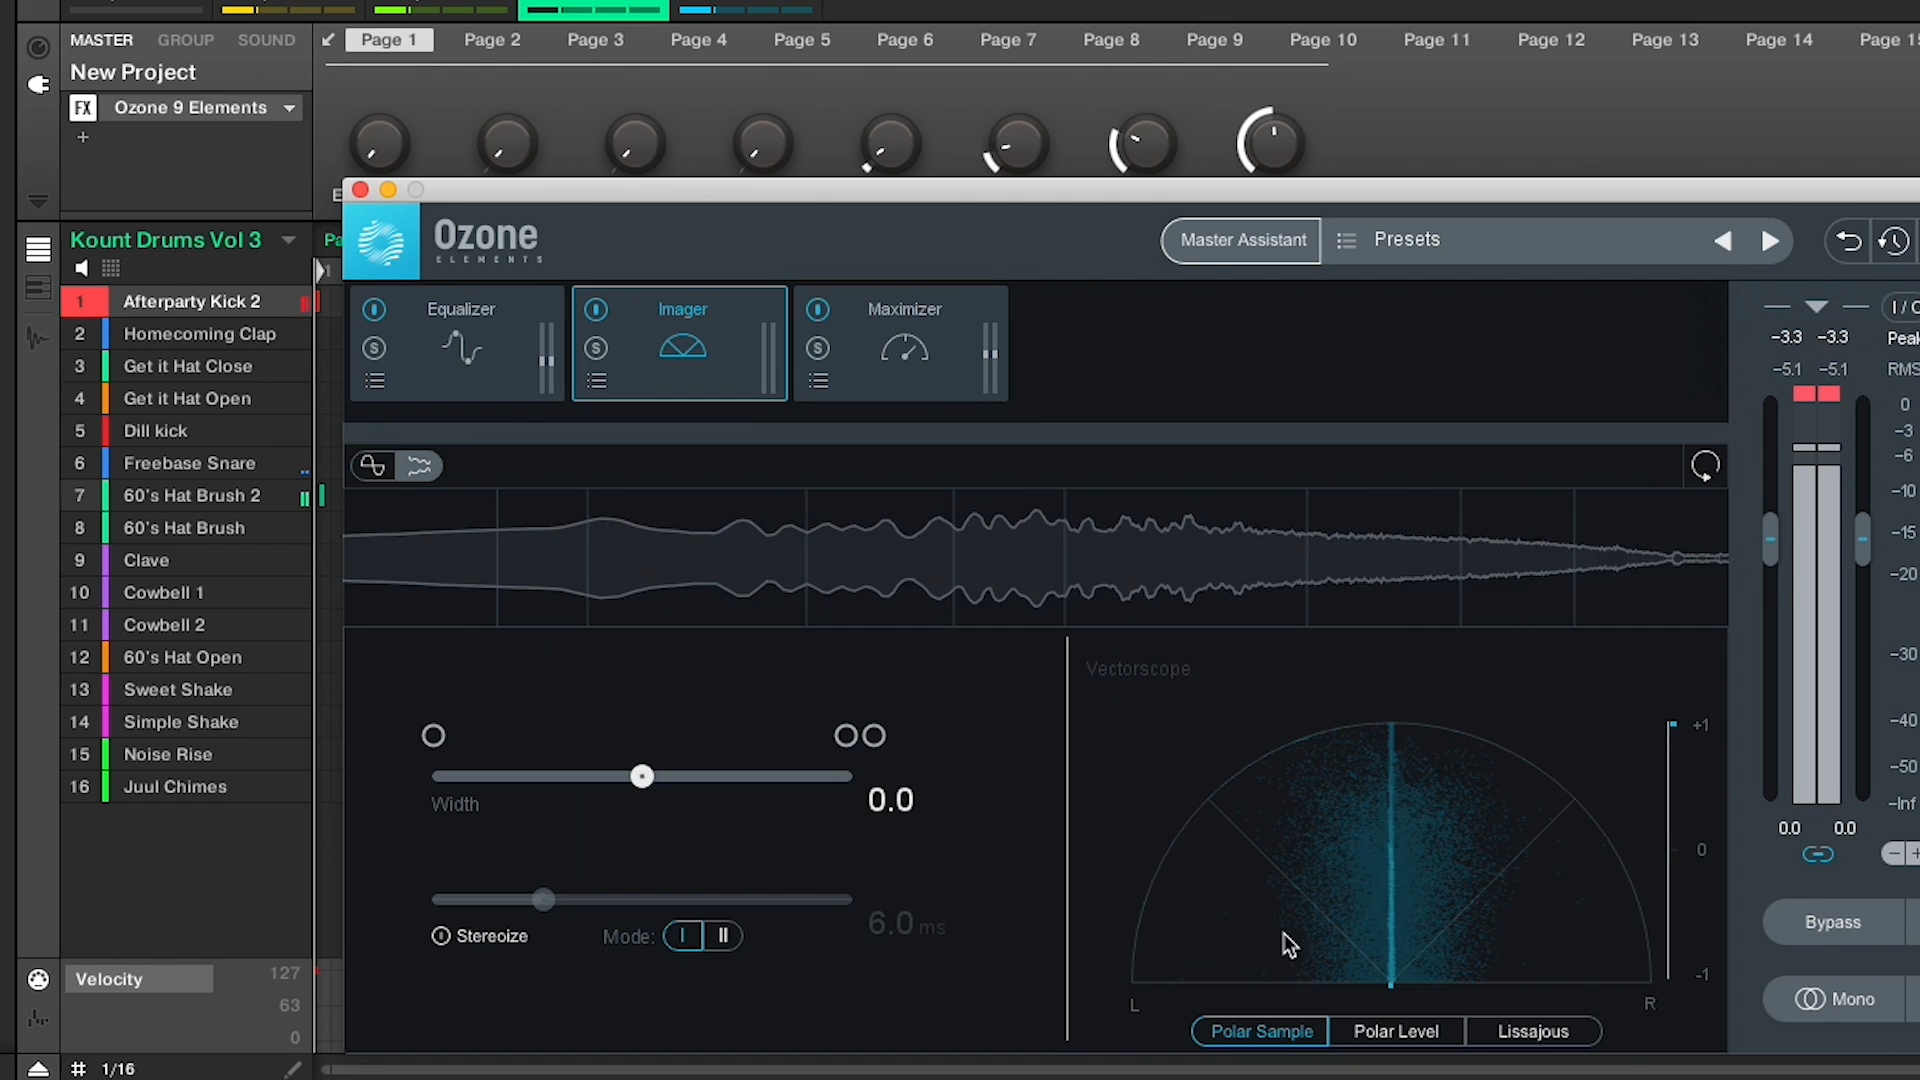 MASTER GROUP SOUND
Page 1 Page 2 Page 3 Page 4 Page 5 Page 6 Page 7 Page 8 Page 9 Page 10 Page 11 Page 12 Page 13 Page 14 Page 15
New Project
FX Ozone 9 Elements
+
Ozone
ELEMENTS
Master Assistant
Presets
Kount Drums Vol 3
1 Afterparty Kick 2
2 Homecoming Clap
3 Get it Hat Close
4 Get it Hat Open
5 Dill kick
6 Freebase Snare
7 60's Hat Brush 2
8 60's Hat Brush
9 Clave
10 Cowbell 1
11 Cowbell 2
12 60's Hat Open
13 Sweet Shake
14 Simple Shake
15 Noise Rise
16 Juul Chimes
Velocity
127
63
0
# 1/16
Equalizer
S
Imager
S
Maximizer
S
Width
0.0
Stereoize
Mode: I II
6.0 ms
Vectorscope
+1
0
-1
L R
Polar Sample Polar Level Lissajous
-3.3 -3.3 Peak
-5.1 -5.1 RMS
0
-3
-6
-10
-15
-20
-30
-40
-50
-Inf
0.0 0.0
Bypass
Mono